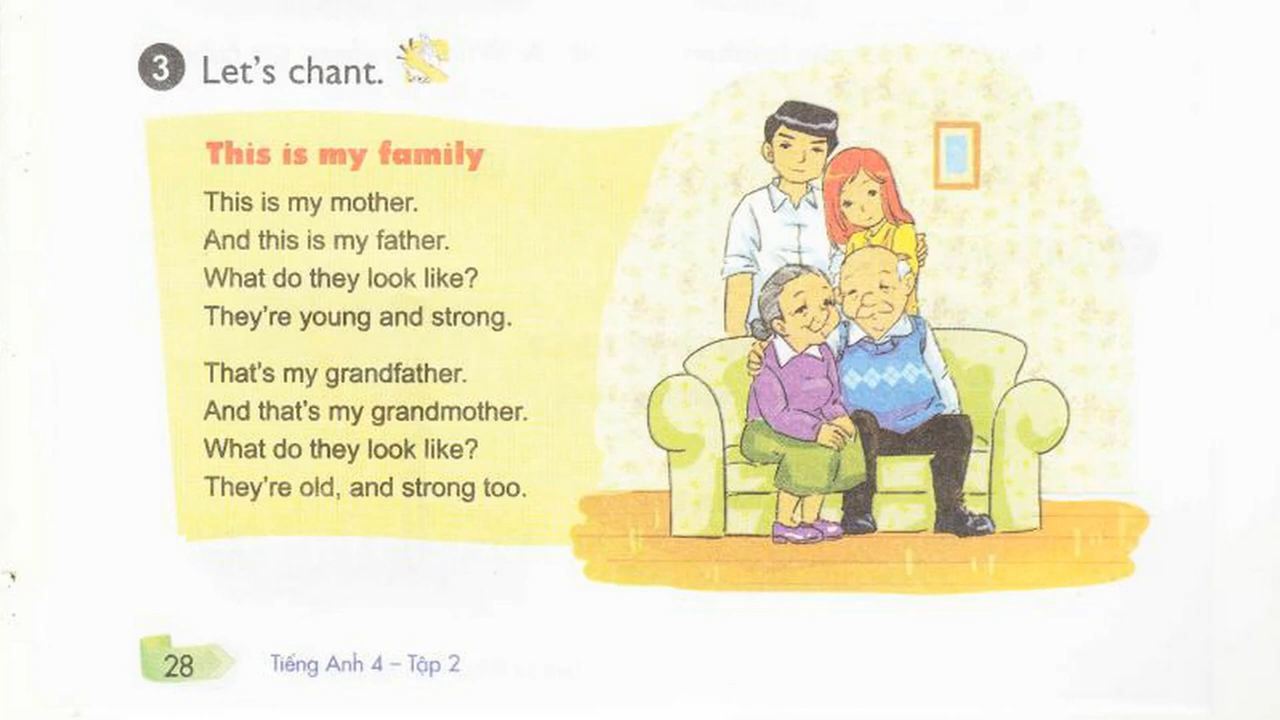 3 Let's chant.
This is my family
This is my mother.
And this is my father.
What do they look like?
They're young and strong.
That's my grandfather.
And that's my grandmother.
What do they look like?
They're old, and strong too.
28 Tiếng Anh 4 – Tập 2